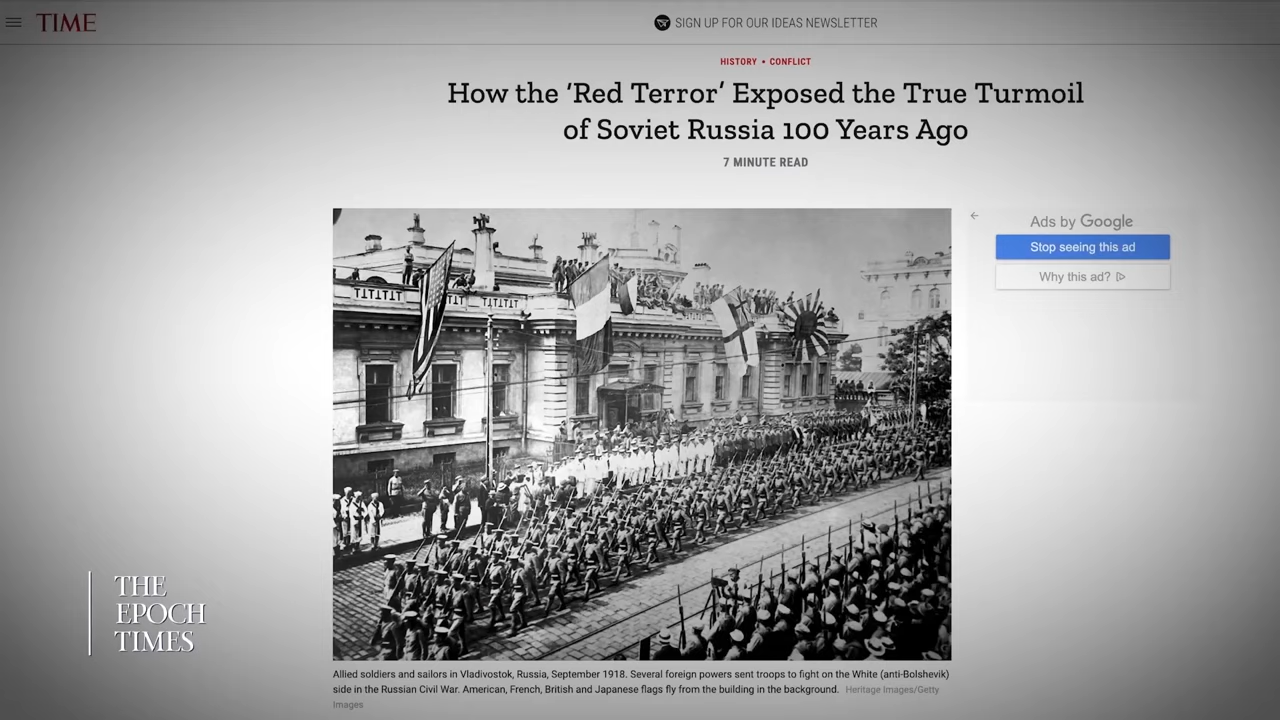 TIME
SIGN UP FOR OUR IDEAS NEWSLETTER
HISTORY • CONFLICT
How the ‘Red Terror’ Exposed the True Turmoil
of Soviet Russia 100 Years Ago
7 MINUTE READ
Ads by Google
Stop seeing this ad
Why this ad?
Allied soldiers and sailors in Vladivostok, Russia, September 1918. Several foreign powers sent troops to fight on the White (anti-Bolshevik)
side in the Russian Civil War. American, French, British and Japanese flags fly from the building in the background. Heritage Images/Getty
Images
THE
EPOCH
TIMES